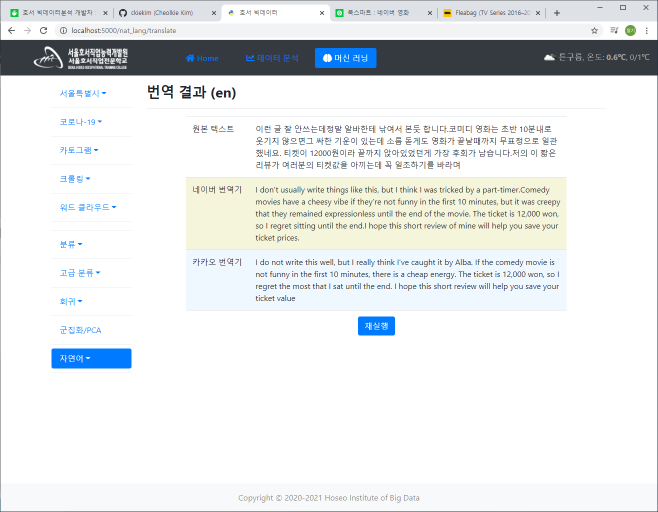 호서 빅데이터분석 개발자
ckiekim (Cheolkie Kim)
호서 빅데이터
퀵스타트 : 네이버 영화
Fleabag (TV Series 2016–20
localhost:5000/nat_lang/translate
서울호서직업능력개발원
서울호서직업전문학교
Home
데이터 분석
머신 러닝
튼구름, 온도: 0.6℃, 0/1℃
서울특별시
코로나-19
카토그램
크롤링
워드 클라우드
분류
고급 분류
회귀
군집화/PCA
자연어
번역 결과 (en)
원본 텍스트
이런 글 잘 안쓰는데정말 알바한테 낚여서 본듯 합니다.코미디 영화는 초반 10분내로
웃기지 않으면그 싸한 기운이 있는데 소름 돋게도 영화가 끝날때까지 무표정으로 일관
했네요. 티켓이 12000원이라 끝까지 앉아있었던게 가장 후회가 남습니다.저의 이 짧은
리뷰가 여러분의 티켓값을 아끼는데 꼭 일조하기를 바라며
네이버 번역기
I don't usually write things like this, but I think I was tricked by a part-timer.Comedy
movies have a cheesy vibe if they're not funny in the first 10 minutes, but it was creepy
that they remained expressionless until the end of the movie. The ticket is 12,000 won,
so I regret sitting until the end.I hope this short review of mine will help you save your
ticket prices.
카카오 번역기
I do not write this well, but I really think I've caught it by Alba. If the comedy movie is
not funny in the first 10 minutes, there is a cheap energy. The ticket is 12,000 won, so I
regret the most that I sat until the end. I hope this short review will help you save your
ticket value
재실행
Copyright © 2020-2021 Hoseo Institute of Big Data